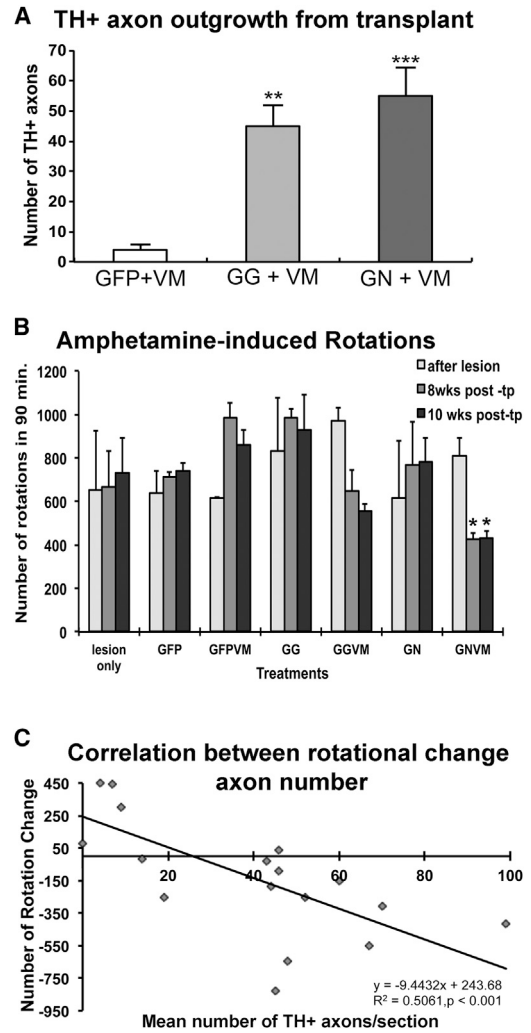 A TH+ axon outgrowth from transplant
Number of TH+ axons
70
60
50
40
30
20
10
0
**
***
GFP+VM GG + VM GN + VM
B Amphetamine-induced Rotations
Number of rotations in 90 min.
1200
1000
800
600
400
200
0
after lesion
8wks post -tp
10 wks post-tp
* *
lesion only GFP GFPVM GG GGVM GN GNVM
Treatments
C Correlation between rotational change
axon number
Number of Rotation Change
450
250
50
-150
-350
-550
-750
-950
20 40 60 80 100
y = -9.4432x + 243.68
R² = 0.5061,p < 0.001
Mean number of TH+ axons/section